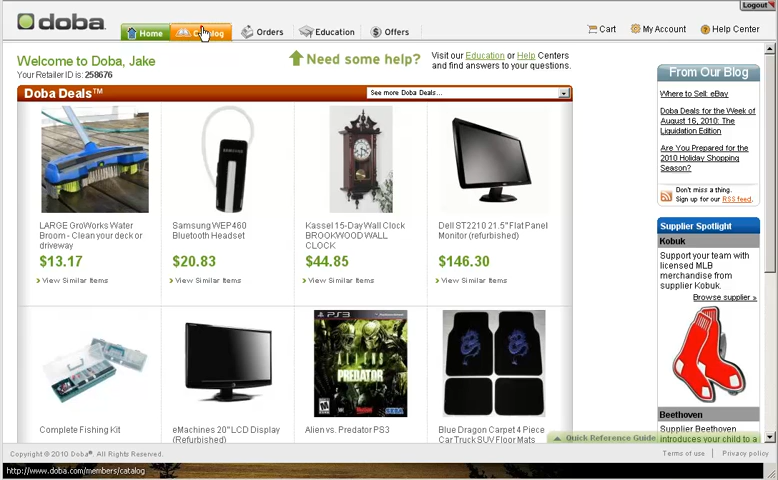 Logout
doba.
Home
Catalog
Orders
Education
Offers
Cart
My Account
Help Center
Welcome to Doba, Jake
Your Retailer ID is: 258676
Need some help?
Visit our Education or Help Centers
and find answers to your questions.
Doba Deals™
See more Doba Deals...
LARGE GroWorks Water
Broom - Clean your deck or
driveway
$13.17
View Similar Items
SAMSUNG
Samsung WEP460
Bluetooth Headset
$20.83
View Similar Items
Kassel 15-Day Wall Clock
BROOKWOOD WALL
CLOCK
$44.85
View Similar Items
Dell ST2210 21.5" Flat Panel
Monitor (refurbished)
$146.30
View Similar Items
Complete Fishing Kit
eMachines 20" LCD Display
(Refurbished)
PS3
ALIENS
PREDATOR
SEGA
Alien vs. Predator PS3
Blue Dragon Carpet 4 Piece
Car Truck SUV Floor Mats
From Our Blog
Where to Sell: eBay
Doba Deals for the Week of
August 16, 2010: The
Liquidation Edition
Are You Prepared for the
2010 Holiday Shopping
Season?
Don't miss a thing.
Sign up for our RSS feed.
Supplier Spotlight
Kobuk
Support your team with
licensed MLB
merchandise from
supplier Kobuk.
Browse supplier »
Beethoven
Supplier Beethoven
introduces your child to a
Quick Reference Guide
Copyright © 2010 Doba®. All Rights Reserved.
Terms of use | Privacy policy
http://www.doba.com/members/catalog